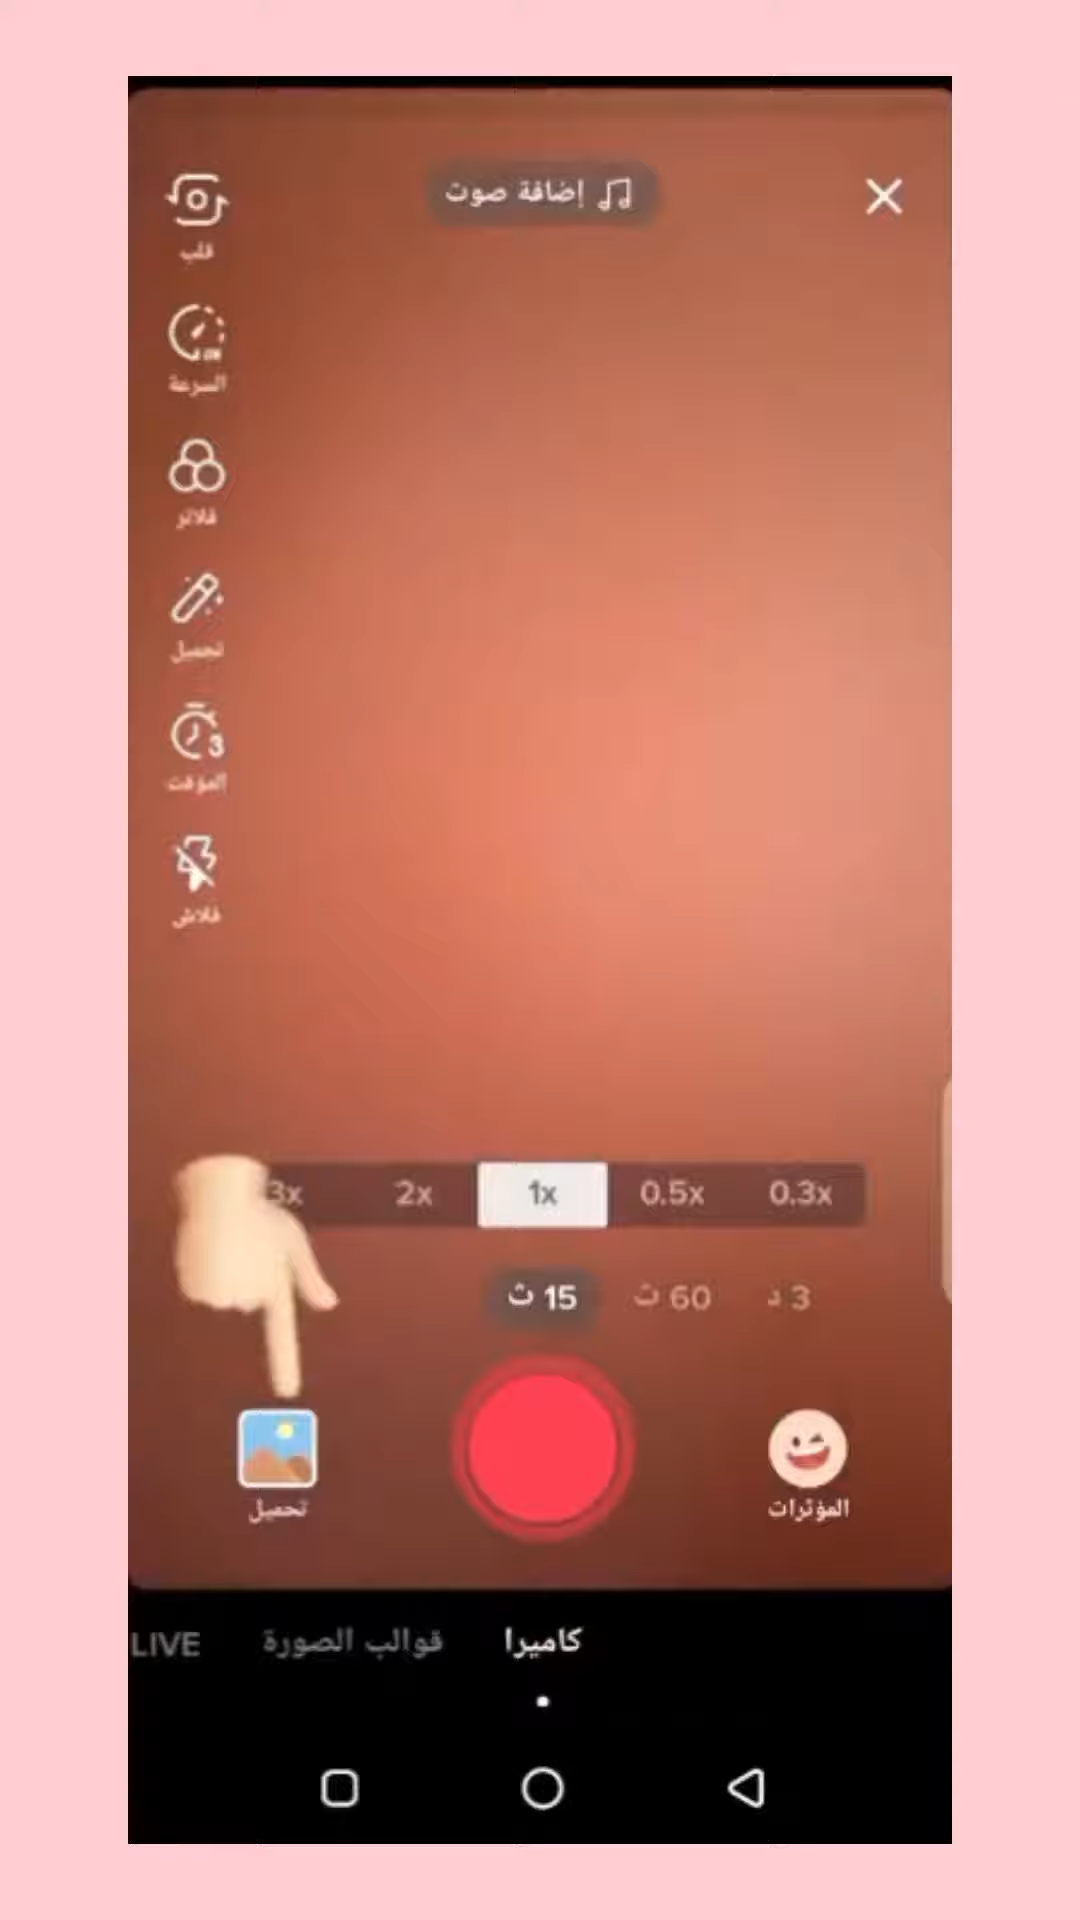 إضافة صوت
قلب
السرعة
فلاتر
تجميل
3
المؤقت
فلاش
0.3x 0.5x 1x 2x 3x
3 د 60 ث 15 ث
المؤثرات
تحميل
كاميرا قوالب الصورة LIVE